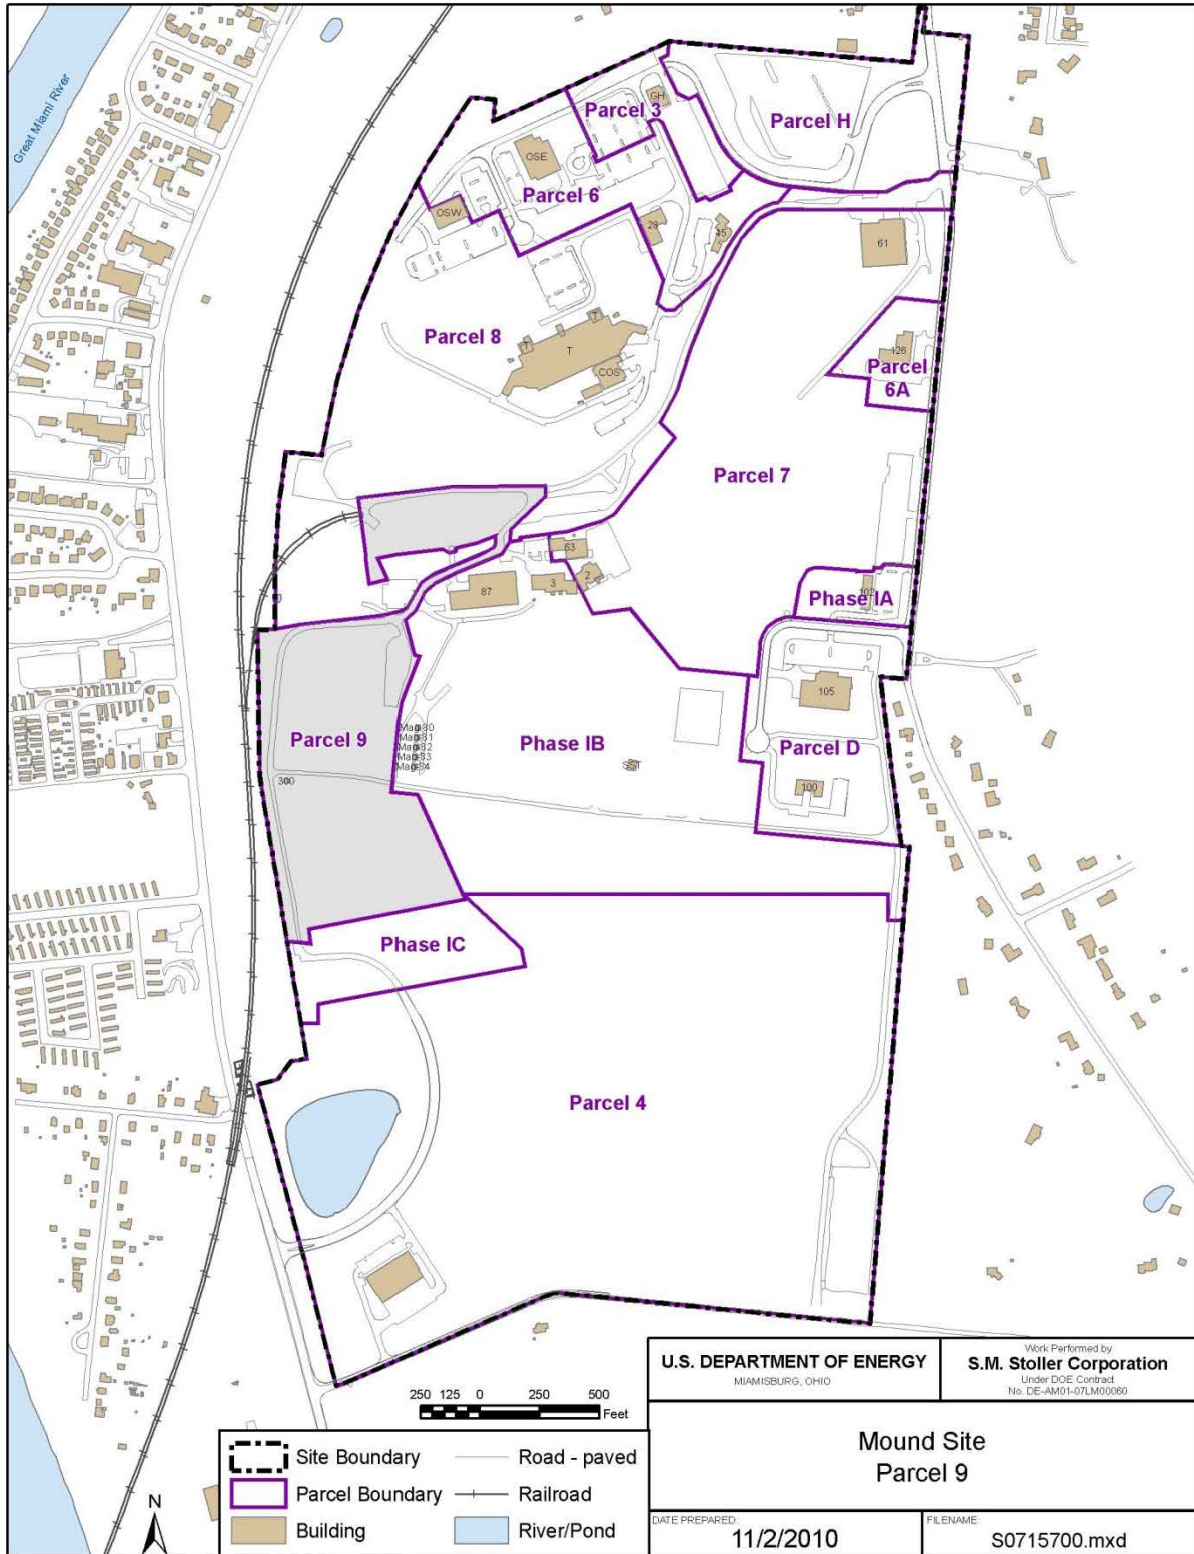 Great Miami River
Parcel 3
GH
Parcel H
OSE
Parcel 6
OSW
28
45
61
Parcel 8
T
T
T
COS
126
Parcel
6A
Parcel 7
63
2
3
87
102
Phase IA
105
Parcel 9
Mag-80
Mag-81
Mag-82
Mag-83
Mag-84
Phase IB
SST
Parcel D
300
100
Phase IC
Parcel 4
250 125 0 250 500
Feet
N
Site Boundary
Road - paved
Parcel Boundary
Railroad
Building
River/Pond
U.S. DEPARTMENT OF ENERGY
MIAMISBURG, OHIO
Work Performed by
S.M. Stoller Corporation
Under DOE Contract
No. DE-AM01-07LM00060
Mound Site
Parcel 9
DATE PREPARED:
11/2/2010
FILENAME:
S0715700.mxd